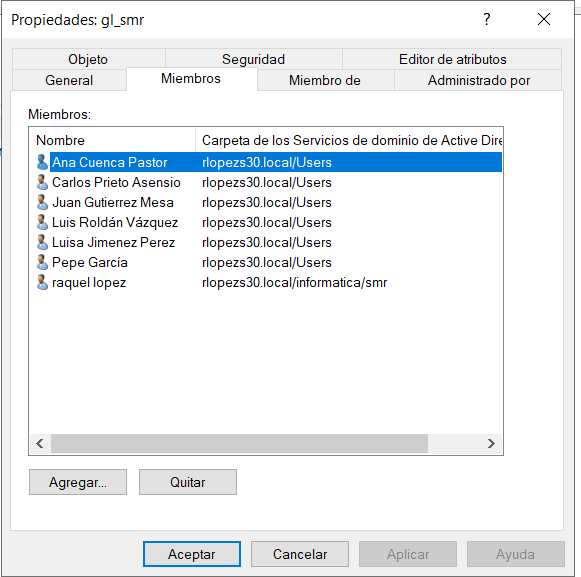 Propiedades: gl_smr ?
Objeto Seguridad Editor de atributos
General Miembros Miembro de Administrado por
Miembros:
Nombre Carpeta de los Servicios de dominio de Active Dire
Ana Cuenca Pastor rlopezs30.local/Users
Carlos Prieto Asensio rlopezs30.local/Users
Juan Gutierrez Mesa rlopezs30.local/Users
Luis Roldán Vázquez rlopezs30.local/Users
Luisa Jimenez Perez rlopezs30.local/Users
Pepe García rlopezs30.local/Users
raquel lopez rlopezs30.local/informatica/smr
Agregar... Quitar
Aceptar Cancelar Aplicar Ayuda